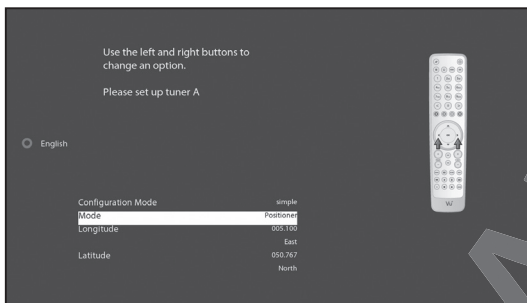 Use the left and right buttons to
change an option.
Please set up tuner A
English
Configuration Mode simple
Mode Positioner
Longitude 005.100
East
Latitude 050.767
North